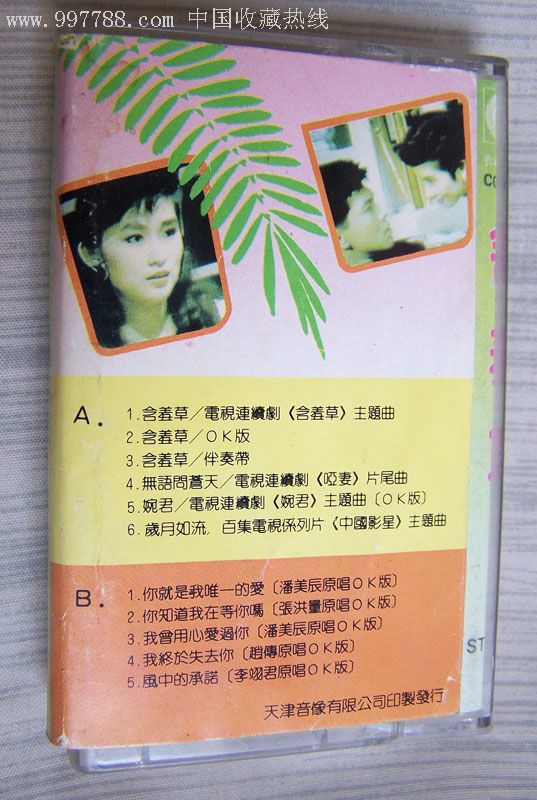 www.997788.com 中国收藏热线
A.
1.含羞草／電視連續劇《含羞草》主題曲
2.含羞草／OK版
3.含羞草／伴奏帶
4.無語問蒼天／電視連續劇《啞妻》片尾曲
5.婉君／電視連續劇《婉君》主題曲〔OK版〕
6.歲月如流，百集電視係列片《中國影星》主題曲
B.
1.你就是我唯一的愛〔潘美辰原唱OK版〕
2.你知道我在等你嗎〔張洪量原唱OK版〕
3.我曾用心愛過你〔潘美辰原唱OK版〕
4.我終於失去你〔趙傳原唱OK版〕
5.風中的承諾〔李翊君原唱OK版〕
天津音像有限公司印製發行
ST